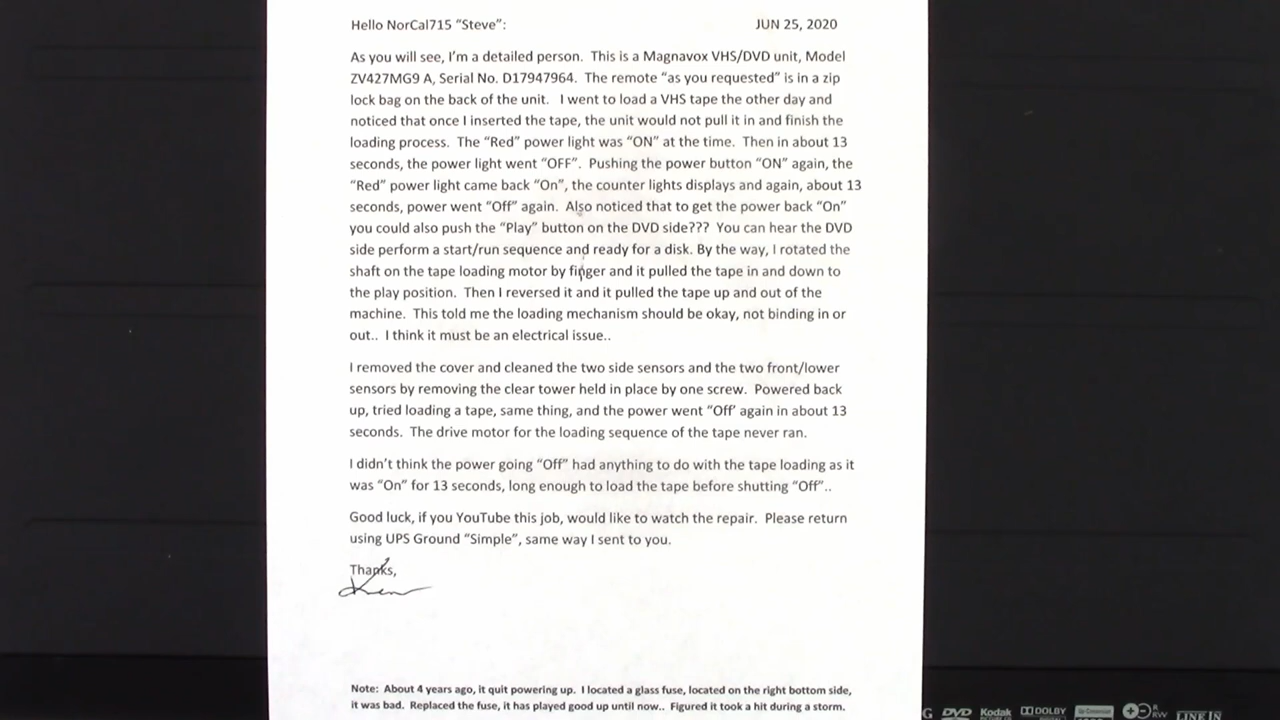 Hello NorCal715 “Steve”: JUN 25, 2020
As you will see, I’m a detailed person.  This is a Magnavox VHS/DVD unit, Model
ZV427MG9 A, Serial No. D17947964.  The remote “as you requested” is in a zip
lock bag on the back of the unit.   I went to load a VHS tape the other day and
noticed that once I inserted the tape, the unit would not pull it in and finish the
loading process.  The “Red” power light was “ON” at the time.  Then in about 13
seconds, the power light went “OFF”.  Pushing the power button “ON” again, the
“Red” power light came back “On”, the counter lights displays and again, about 13
seconds, power went “Off” again.  Also noticed that to get the power back “On”
you could also push the “Play” button on the DVD side???  You can hear the DVD
side perform a start/run sequence and ready for a disk. By the way, I rotated the
shaft on the tape loading motor by finger and it pulled the tape in and down to
the play position.  Then I reversed it and it pulled the tape up and out of the
machine.  This told me the loading mechanism should be okay, not binding in or
out..  I think it must be an electrical issue..
I removed the cover and cleaned the two side sensors and the two front/lower
sensors by removing the clear tower held in place by one screw.  Powered back
up, tried loading a tape, same thing, and the power went “Off’ again in about 13
seconds.  The drive motor for the loading sequence of the tape never ran.
I didn’t think the power going “Off” had anything to do with the tape loading as it
was “On” for 13 seconds, long enough to load the tape before shutting “Off”..
Good luck, if you YouTube this job, would like to watch the repair.  Please return
using UPS Ground “Simple”, same way I sent to you.
Thanks,
Ken
Note:  About 4 years ago, it quit powering up.  I located a glass fuse, located on the right bottom side,
it was bad.  Replaced the fuse, it has played good up until now..  Figured it took a hit during a storm.
G DVD Kodak DOLBY R RW LINE IN